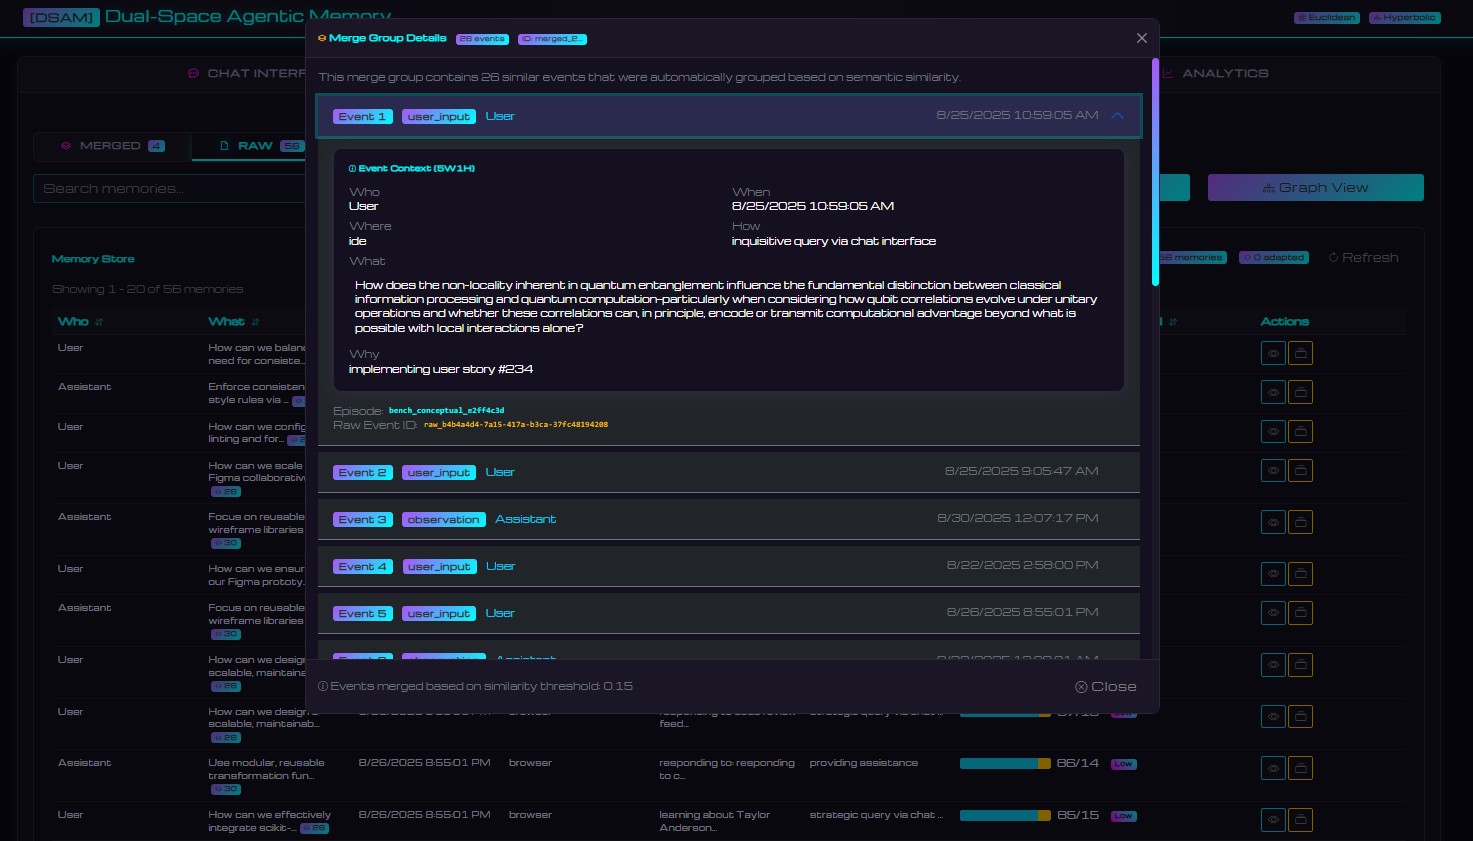 [DSAM] Dual-Space Agentic Memory
Euclidean Hyperbolic
CHAT INTERF
ANALYTICS
MERGED 4 RAW 56
Search memories...
Graph View
Memory Store
56 memories 0 adapted Refresh
Showing 1 - 20 of 56 memories
Who What Actions
User How can we balanc
need for consiste...
Assistant Enforce consisten
style rules via ...
User How can we config
linting and for...
User How can we scale
Figma collaborativ
26
Assistant Focus on reusable
wireframe libraries
30
User How can we ensur
our Figma prototy.
Assistant Focus on reusable
wireframe libraries
30
User How can we design
scalable, maintaina
26
User How can we design
scalable, maintainab...
26
feed...
Low
Assistant Use modular, reusable
transformation fun...
30
8/26/2025 8:55:01 PM browser responding to: responding
to c...
providing assistance 86/14 Low
User How can we effectively
integrate scikit-... 26
8/26/2025 8:55:01 PM browser learning about Taylor
Anderson...
strategic query via chat ... 85/15 Low
Merge Group Details 26 events ID: merged_2...
This merge group contains 26 similar events that were automatically grouped based on semantic similarity.
Event 1 user_input User 8/25/2025 10:59:05 AM
Event Context (5W1H)
Who When
User 8/25/2025 10:59:05 AM
Where How
ide inquisitive query via chat interface
What
How does the non-locality inherent in quantum entanglement influence the fundamental distinction between classical
information processing and quantum computation—particularly when considering how qubit correlations evolve under unitary
operations and whether these correlations can, in principle, encode or transmit computational advantage beyond what is
possible with local interactions alone?
Why
implementing user story #234
Episode: bench_conceptual_e2ff4c3d
Raw Event ID: raw_b4b4a4d4-7a15-417a-b3ca-37fc48194208
Event 2 user_input User 8/25/2025 9:05:47 AM
Event 3 observation Assistant 8/30/2025 12:07:17 PM
Event 4 user_input User 8/22/2025 2:58:00 PM
Event 5 user_input User 8/26/2025 8:55:01 PM
Assistant
Events merged based on similarity threshold: 0.15
Close